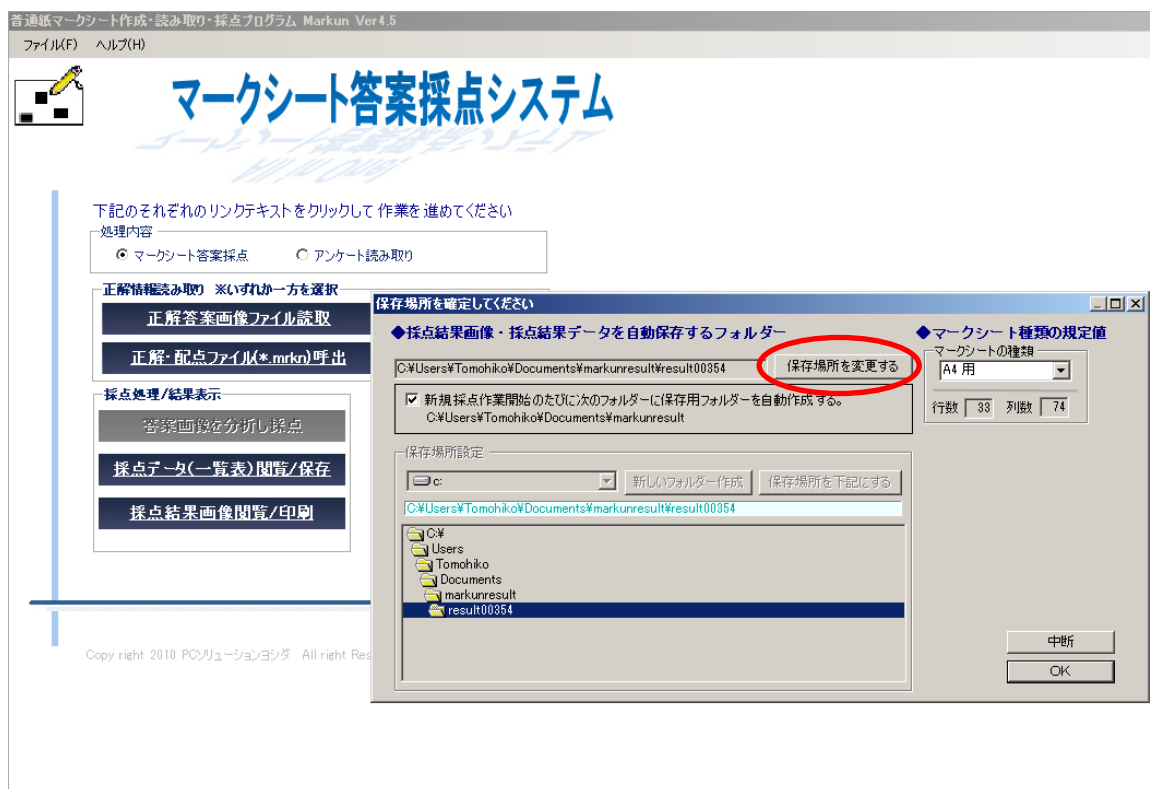 普通紙マークシート作成・読み取り・採点プログラム Markun Ver4.5
ファイル(F) ヘルプ(H)
マークシート答案採点システム
下記のそれぞれのリンクテキストをクリックして作業を進めてください
処理内容
マークシート答案採点 アンケート読み取り
正解情報読み取り ※いずれか一方を選択
正解答案画像ファイル読取
正解・配点ファイル(*.mrkn)呼出
採点処理/結果表示
答案画像を分析し採点
採点データ(一覧表)閲覧/保存
採点結果画像閲覧/印刷
Copy right 2010 PCソリューションヨシダ All right Res
保存場所を確定してください
◆採点結果画像・採点結果データを自動保存するフォルダー
C:¥Users¥Tomohiko¥Documents¥markunresult¥result00354
保存場所を変更する
新規採点作業開始のたびに次のフォルダーに保存用フォルダーを自動作成する。
C:¥Users¥Tomohiko¥Documents¥markunresult
保存場所設定
c:
新しいフォルダー作成
保存場所を下記にする
C:¥Users¥Tomohiko¥Documents¥markunresult¥result00354
C:¥
Users
Tomohiko
Documents
markunresult
result00354
◆マークシート種類の規定値
マークシートの種類
A4 用
行数 33 列数 74
中断
OK